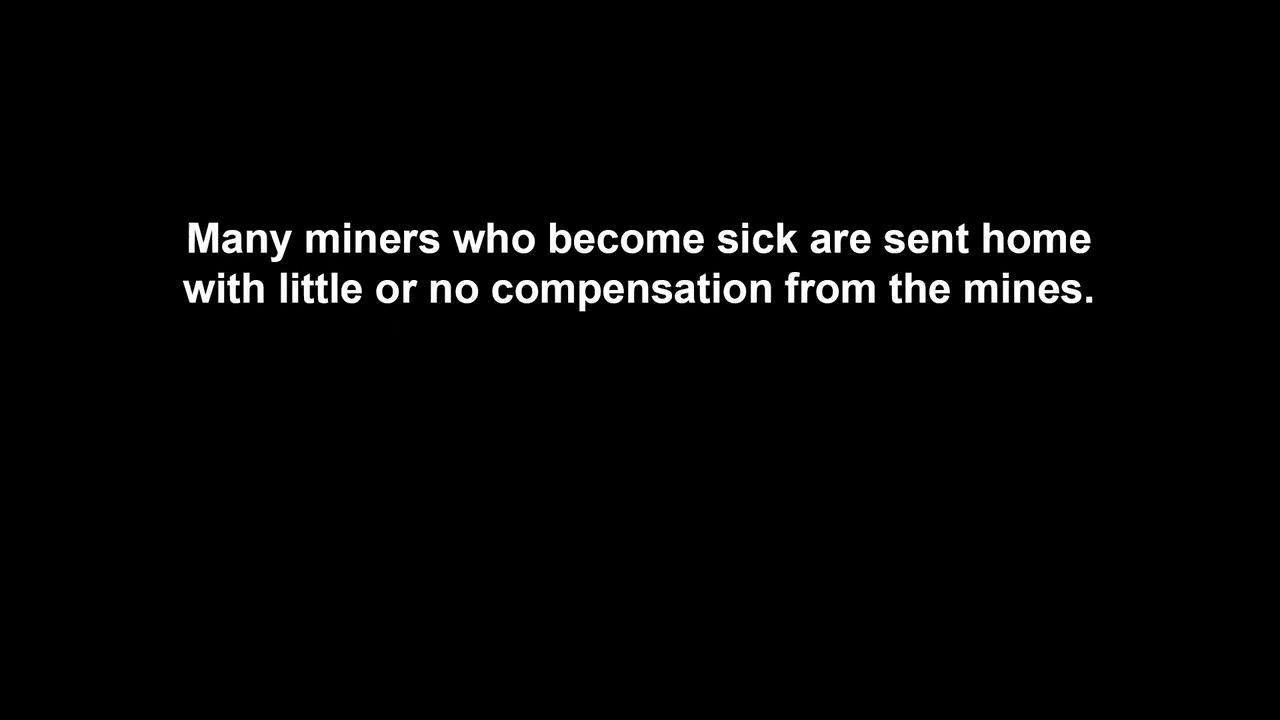 Many miners who become sick are sent home
with little or no compensation from the mines.